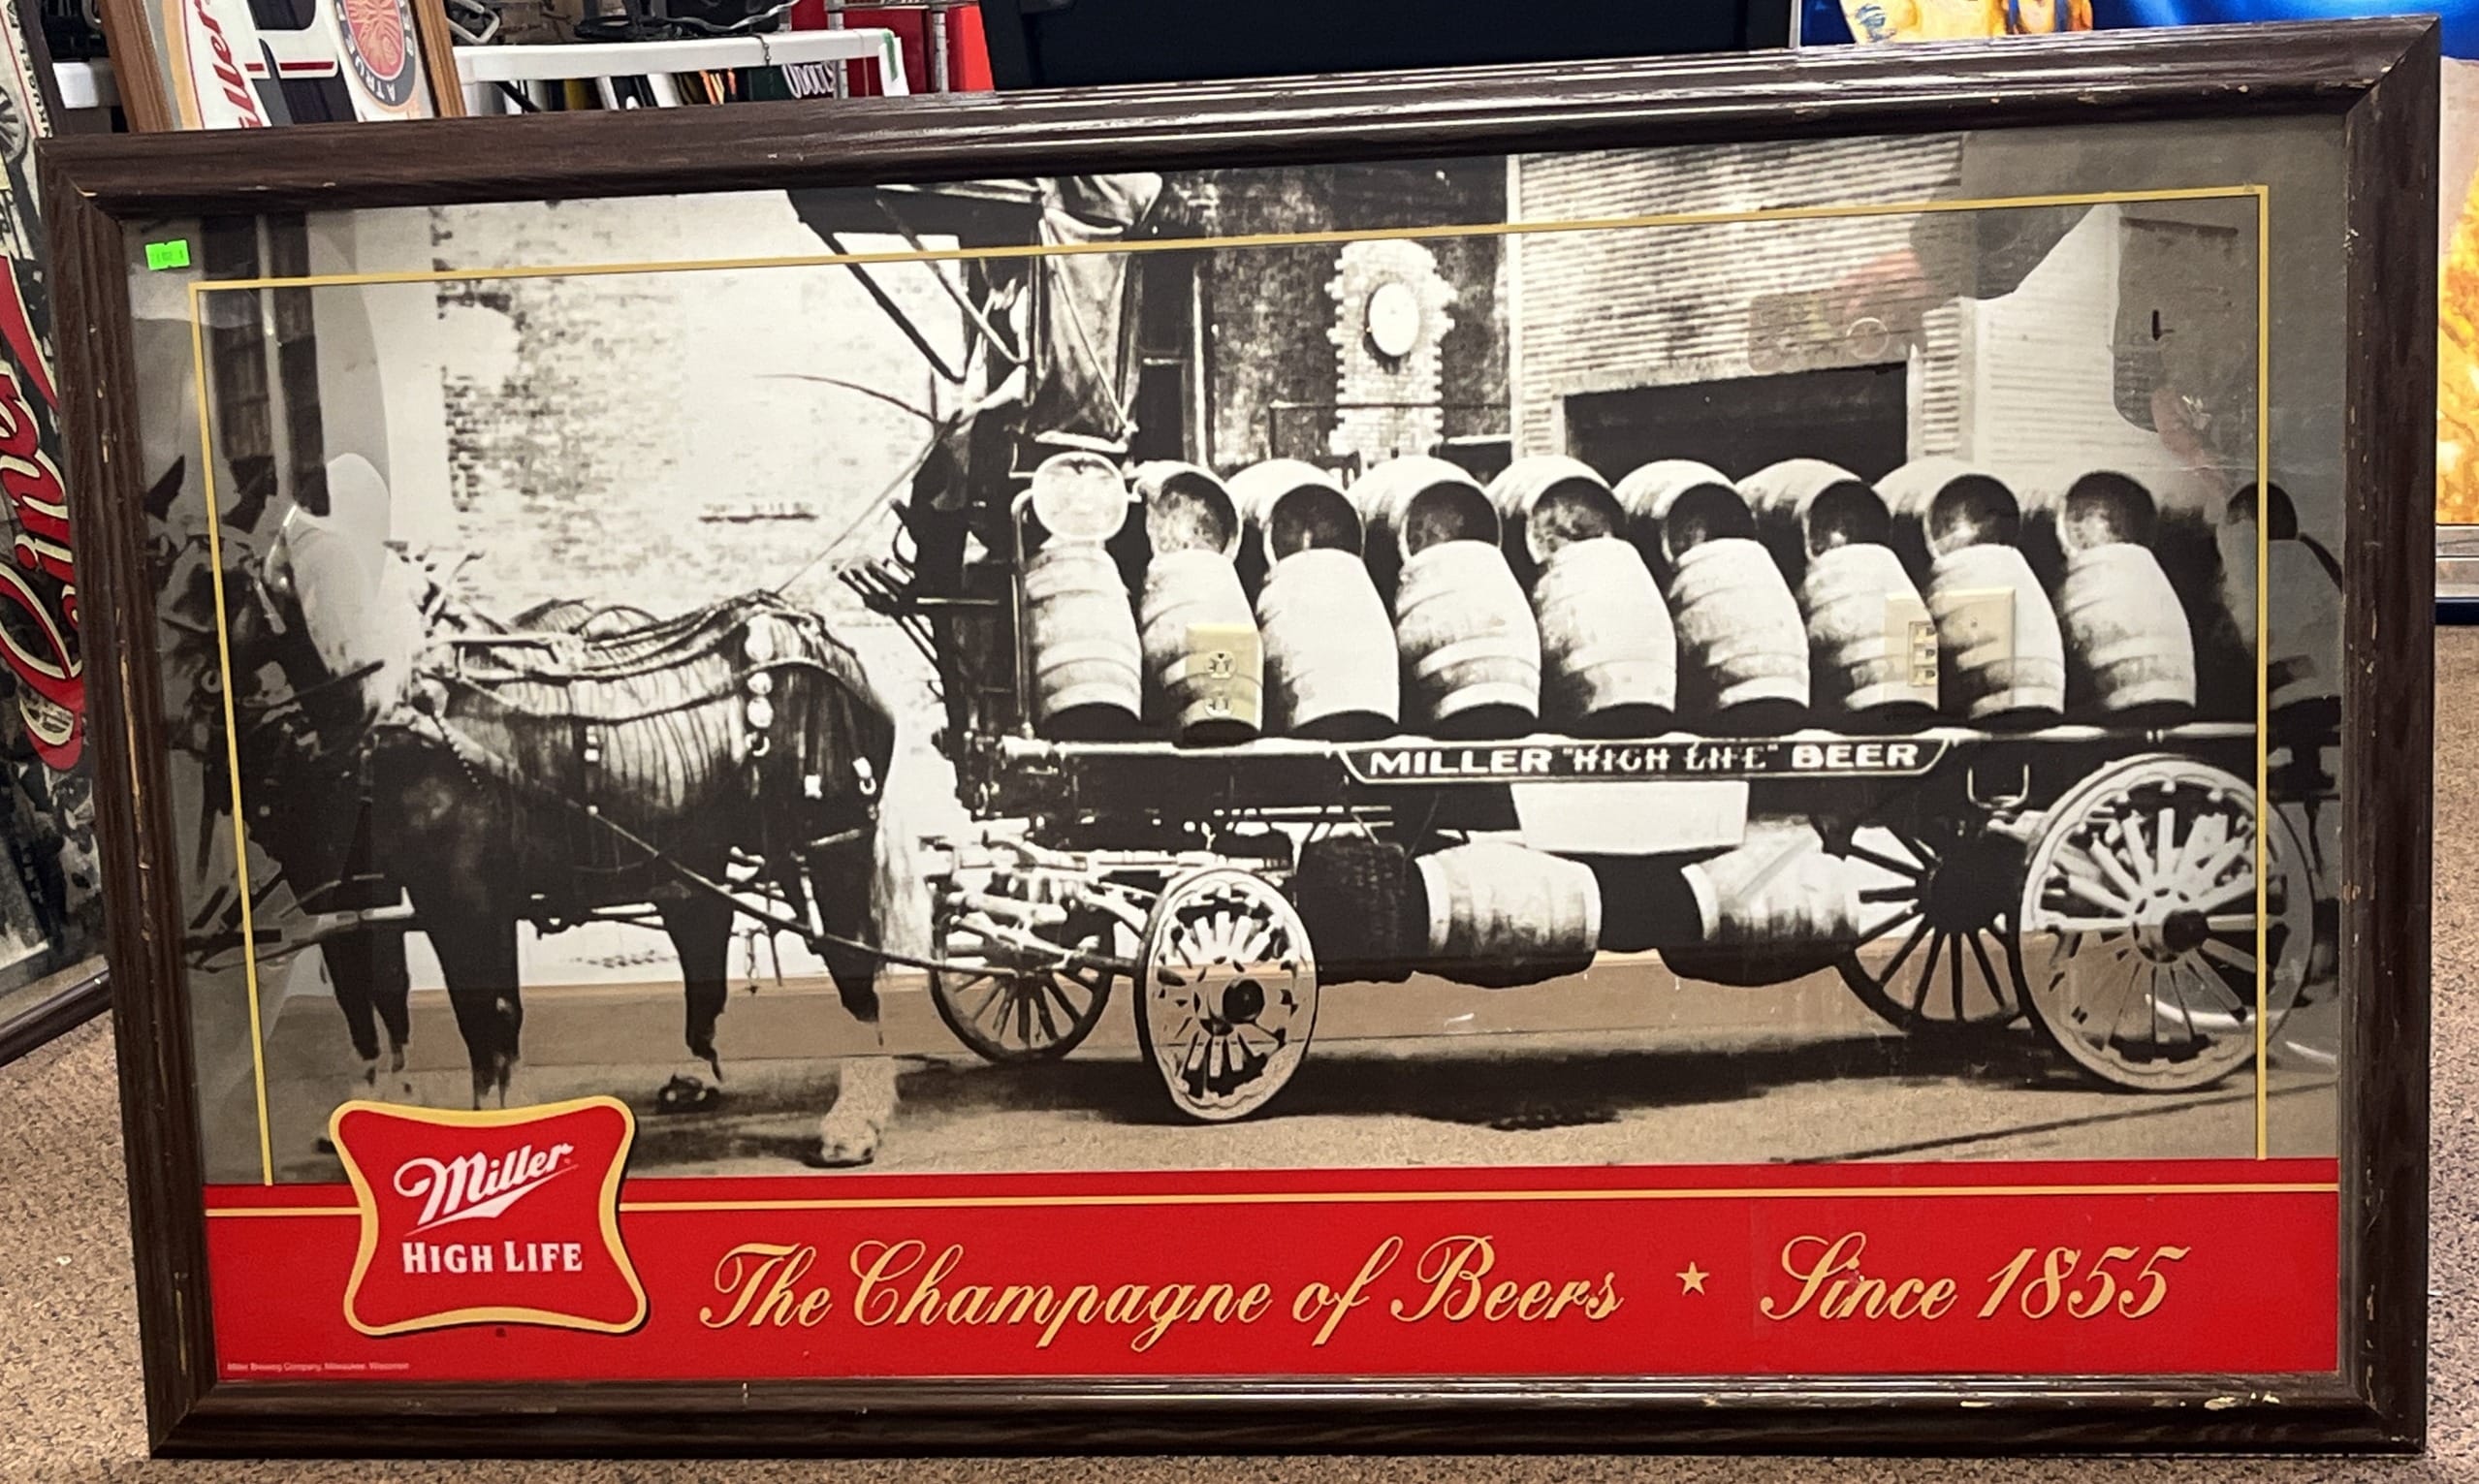 MILLER "HIGH LIFE" BEER
Miller
HIGH LIFE
The Champagne of Beers ★ Since 1855
Miller Brewing Company, Milwaukee, Wisconsin